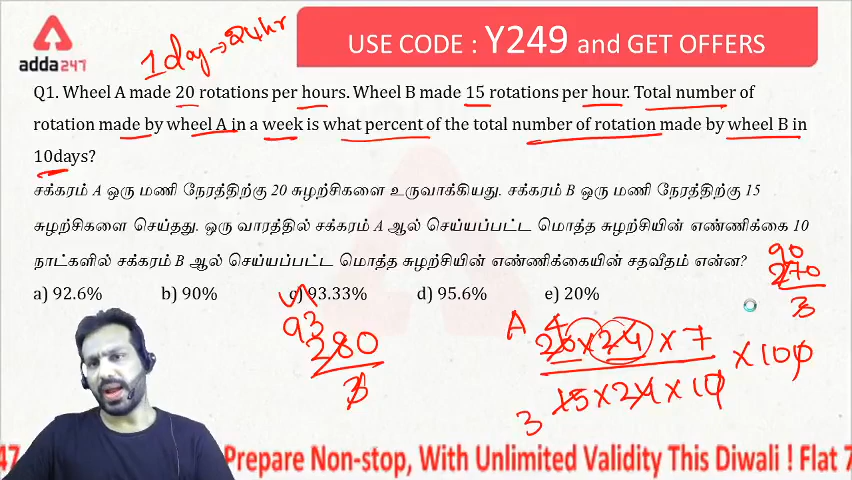 adda247
1 day → 24 hr
USE CODE : Y249 and GET OFFERS
Q1. Wheel A made 20 rotations per hours. Wheel B made 15 rotations per hour. Total number of
rotation made by wheel A in a week is what percent of the total number of rotation made by wheel B in
10days?
சக்கரம் A ஒரு மணி நேரத்திற்கு 20 சுழற்சிகளை உருவாக்கியது. சக்கரம் B ஒரு மணி நேரத்திற்கு 15
சுழற்சிகளை செய்தது. ஒரு வாரத்தில் சக்கரம் A ஆல் செய்யப்பட்ட மொத்த சுழற்சியின் எண்ணிக்கை 10
நாட்களில் சக்கரம் B ஆல் செய்யப்பட்ட மொத்த சுழற்சியின் எண்ணிக்கையின் சதவீதம் என்ன?
90
270
3
a) 92.6% b) 90% c) 93.33% d) 95.6% e) 20%
93
280
3
A 4
20 × 24 × 7
× 100
15 × 24 × 10
3
47 Prepare Non-stop, With Unlimited Validity This Diwali ! Flat 7